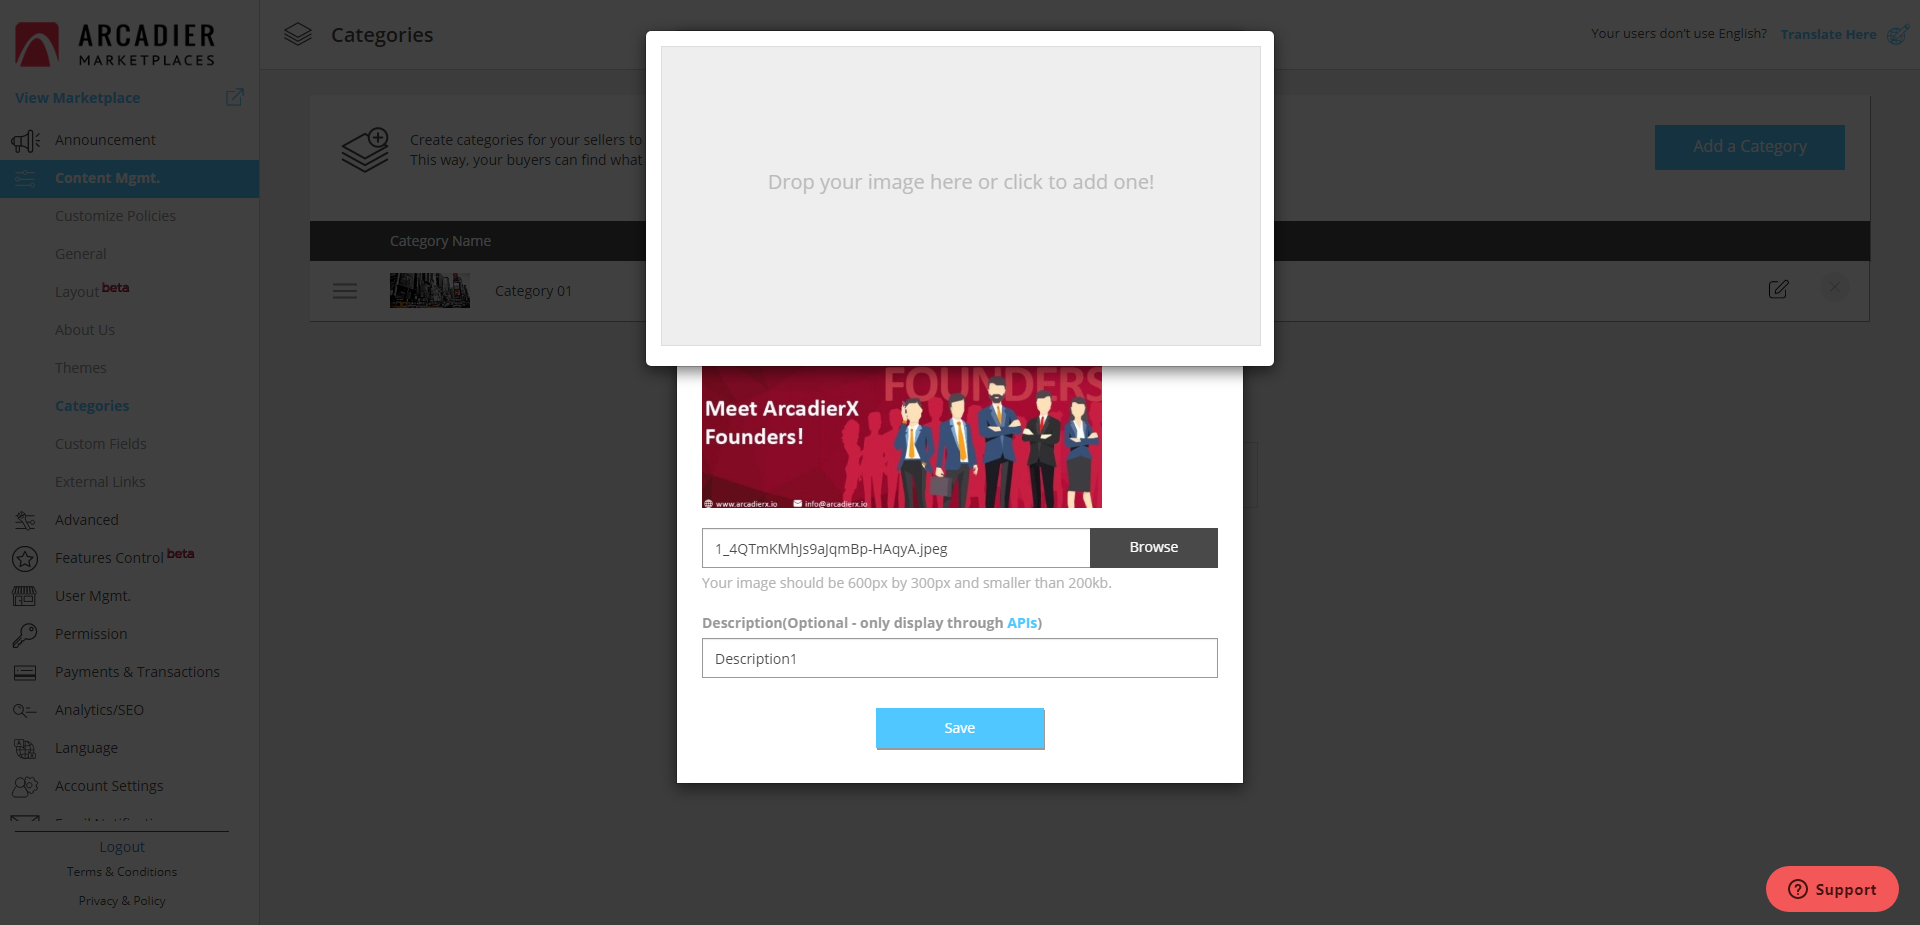 ARCADIER
MARKETPLACES
View Marketplace
Announcement
Content Mgmt.
Customize Policies
General
Layout beta
About Us
Themes
Categories
Custom Fields
External Links
Advanced
Features Control beta
User Mgmt.
Permission
Payments & Transactions
Analytics/SEO
Language
Account Settings
Logout
Terms & Conditions
Privacy & Policy
Categories
Your users don't use English? Translate Here
Create categories for your sellers to
This way, your buyers can find what
Add a Category
Category Name
Category 01
Drop your image here or click to add one!
FOUNDERS
Meet ArcadierX
Founders!
www.arcadierx.io info@arcadierx.io
1_4QTmKMhJs9aJqmBp-HAqyA.jpeg
Browse
Your image should be 600px by 300px and smaller than 200kb.
Description(Optional - only display through APIs)
Description1
Save
Support